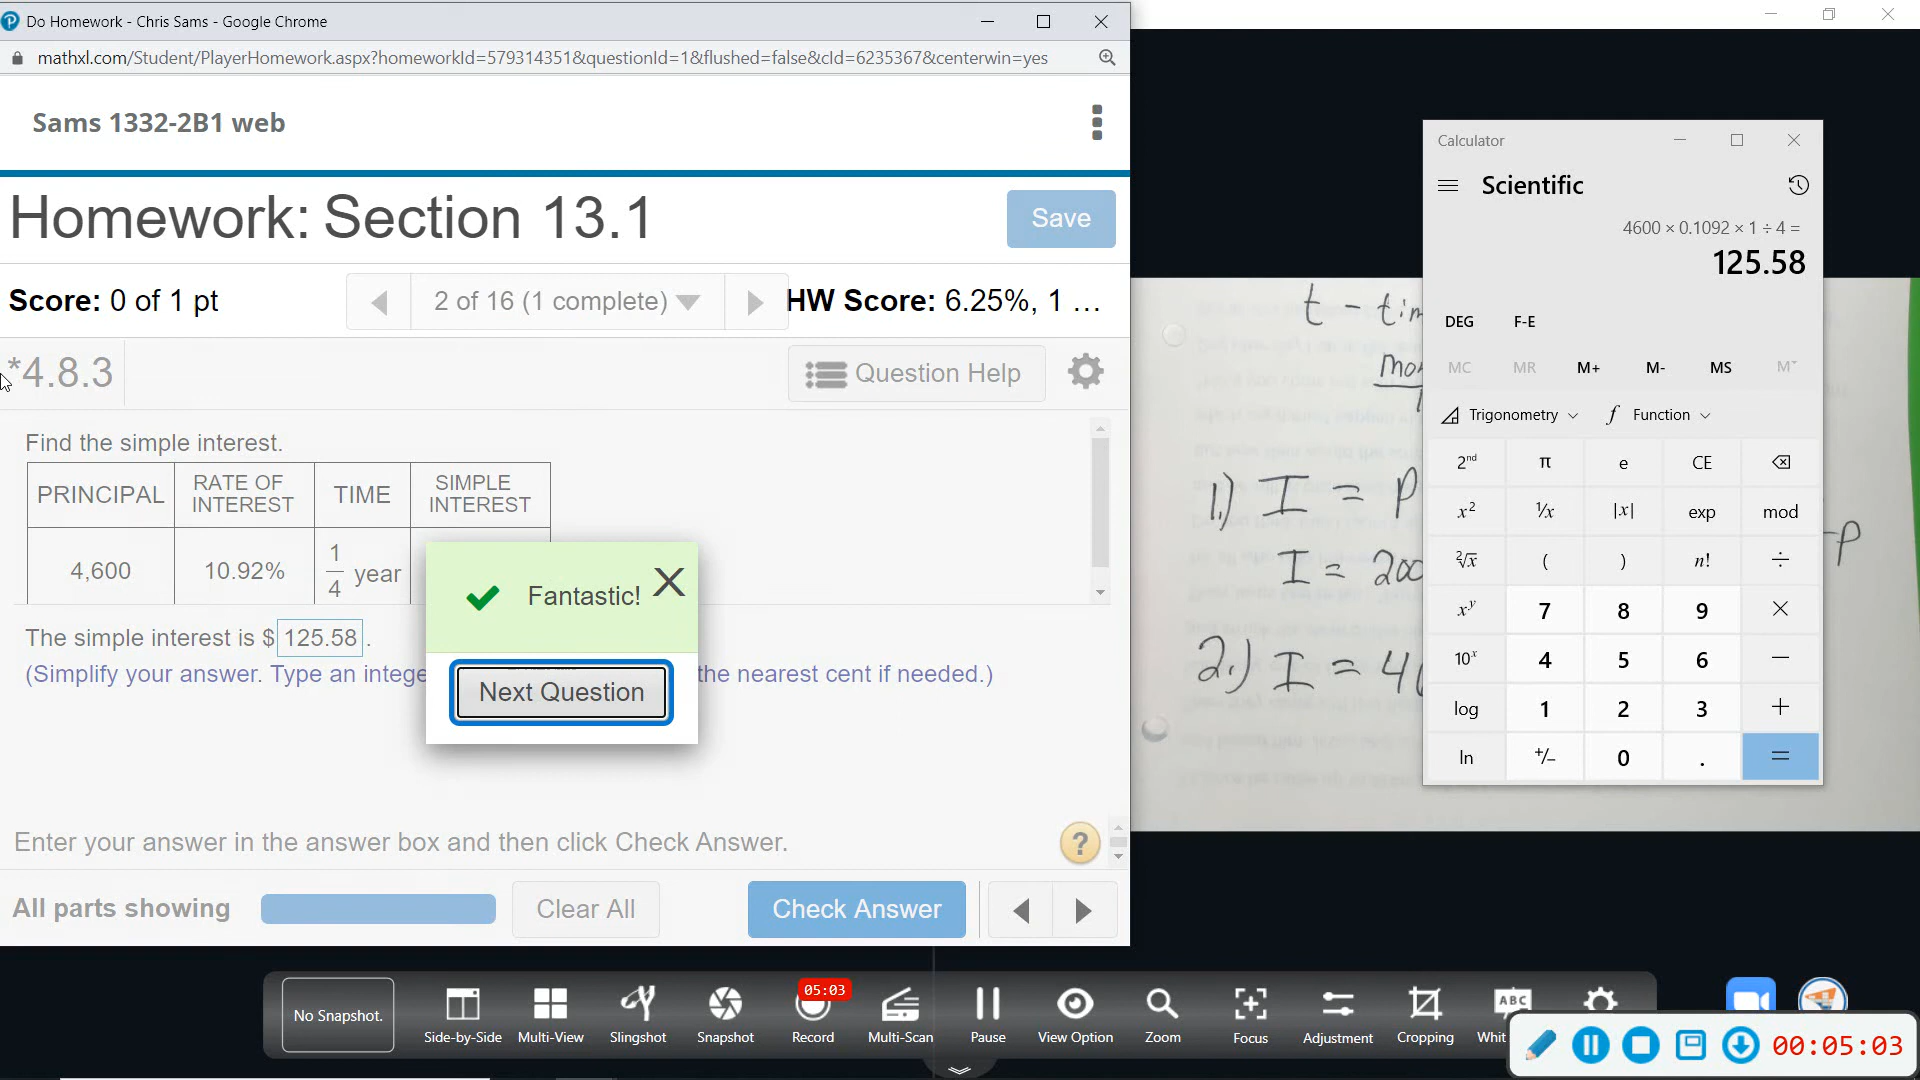 Do Homework - Chris Sams - Google Chrome
mathxl.com/Student/PlayerHomework.aspx?homeworkId=579314351&questionId=1&flushed=false&cId=6235367&centerwin=yes
Sams 1332-2B1 web
Homework: Section 13.1
Save
Score: 0 of 1 pt
2 of 16 (1 complete)
HW Score: 6.25%, 1 ...
*4.8.3
Question Help
Find the simple interest.
PRINCIPAL
RATE OF
INTEREST
TIME
SIMPLE
INTEREST
4,600
10.92%
1
4
year
Fantastic!
Next Question
The simple interest is $ 125.58 .
(Simplify your answer. Type an intege
the nearest cent if needed.)
Enter your answer in the answer box and then click Check Answer.
?
All parts showing
Clear All
Check Answer
Calculator
Scientific
4600 × 0.1092 × 1 ÷ 4 =
125.58
DEG F-E
MC MR M+ M- MS M˅
Trigonometry Function
2nd π e CE
x² ¹/x |x| exp mod
²√x ( ) n! ÷
xʸ 7 8 9 ×
10ˣ 4 5 6 −
log 1 2 3 +
ln +/− 0 . =
t - tim
mo
1.) I = P
I = 200
2.) I = 40
P
No Snapshot.
Side-by-Side
Multi-View
Slingshot
Snapshot
05:03
Record
Multi-Scan
Pause
View Option
Zoom
Focus
Adjustment
Cropping
ABC
Whit
00:05:03